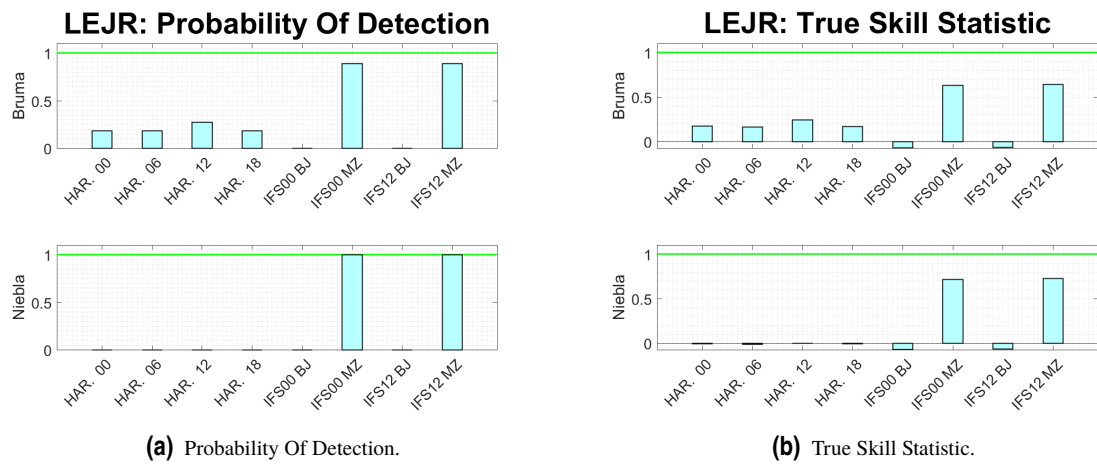 LEJR: Probability Of Detection
1
0.5
0
Bruma
HAR. 00
HAR. 06
HAR. 12
HAR. 18
IFS00 BJ
IFS00 MZ
IFS12 BJ
IFS12 MZ
1
0.5
0
Niebla
HAR. 00
HAR. 06
HAR. 12
HAR. 18
IFS00 BJ
IFS00 MZ
IFS12 BJ
IFS12 MZ
(a) Probability Of Detection.
LEJR: True Skill Statistic
1
0.5
0
Bruma
HAR. 00
HAR. 06
HAR. 12
HAR. 18
IFS00 BJ
IFS00 MZ
IFS12 BJ
IFS12 MZ
1
0.5
0
Niebla
HAR. 00
HAR. 06
HAR. 12
HAR. 18
IFS00 BJ
IFS00 MZ
IFS12 BJ
IFS12 MZ
(b) True Skill Statistic.